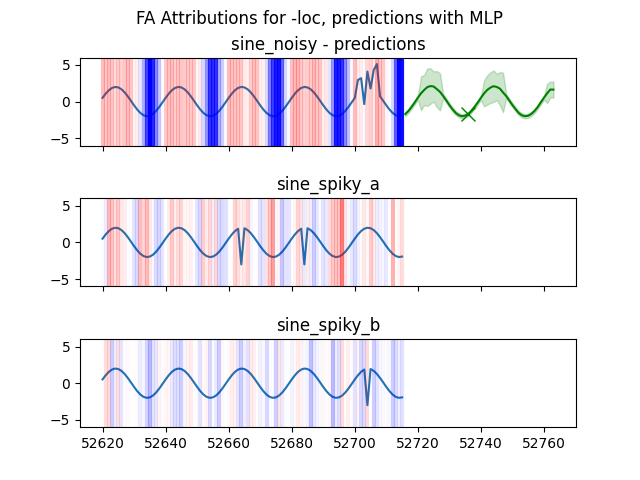 FA Attributions for -loc, predictions with MLP
sine_noisy - predictions
5
0
−5
sine_spiky_a
5
0
−5
sine_spiky_b
5
0
−5
52620 52640 52660 52680 52700 52720 52740 52760